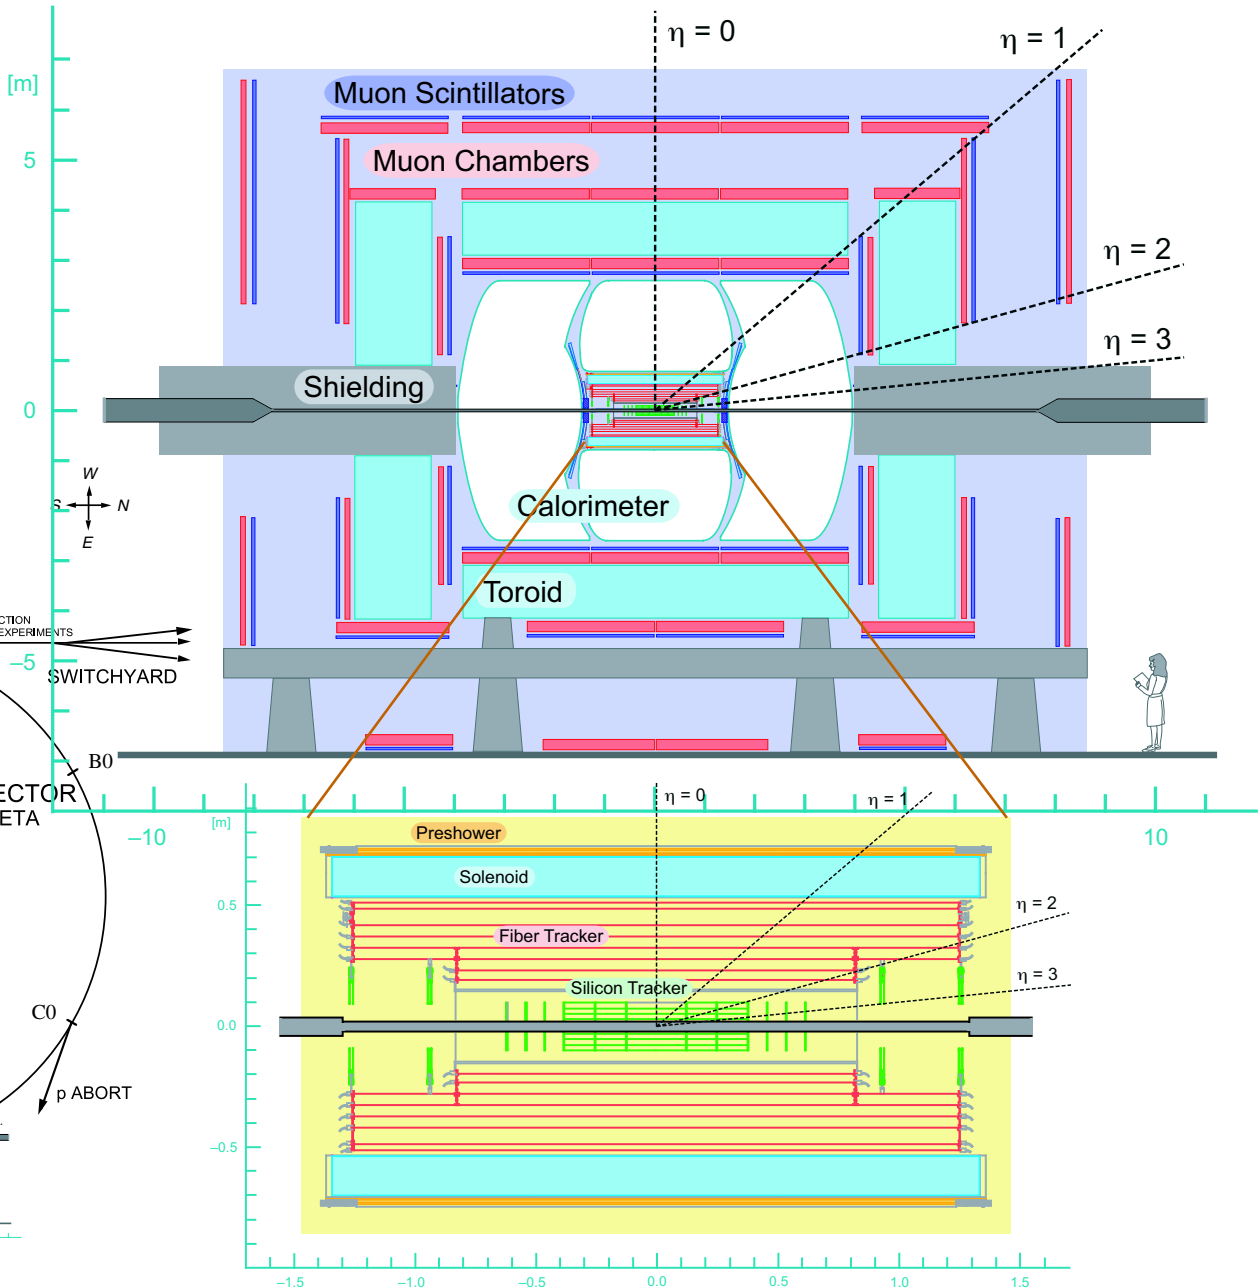 η = 0
η = 1
[m]
Muon Scintillators
5
Muon Chambers
η = 2
η = 3
Shielding
0
W
S
N
E
Calorimeter
Toroid
CTION
EXPERIMENTS
–5
SWITCHYARD
B0
ECTOR
ETA
–10
10
η = 0
η = 1
[m]
Preshower
Solenoid
0.5
η = 2
Fiber Tracker
η = 3
Silicon Tracker
C0
0.0
p ABORT
–0.5
–1.5
–1.0
–0.5
0.0
0.5
1.0
1.5